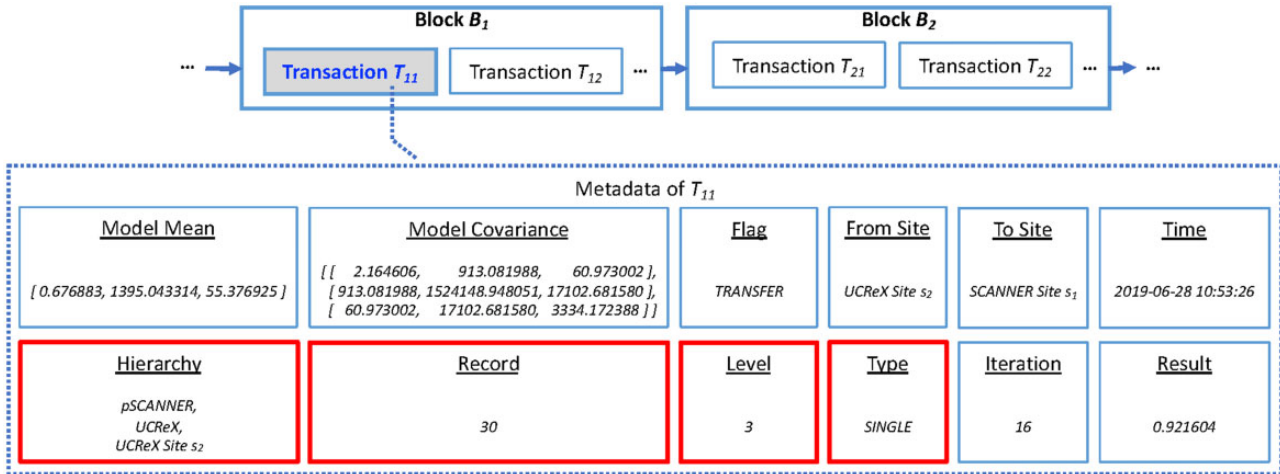 Block B1
Block B2
... Transaction T11 Transaction T12 ... Transaction T21 Transaction T22 ... ...
Metadata of T11
Model Mean
[ 0.676883, 1395.043314, 55.376925 ]
Model Covariance
[ [ 2.164606, 913.081988, 60.973002 ],
[ 913.081988, 1524148.948051, 17102.681580 ],
[ 60.973002, 17102.681580, 3334.172388 ] ]
Flag
TRANSFER
From Site
UCReX Site s2
To Site
SCANNER Site s1
Time
2019-06-28 10:53:26
Hierarchy
pSCANNER,
UCReX,
UCReX Site s2
Record
30
Level
3
Type
SINGLE
Iteration
16
Result
0.921604